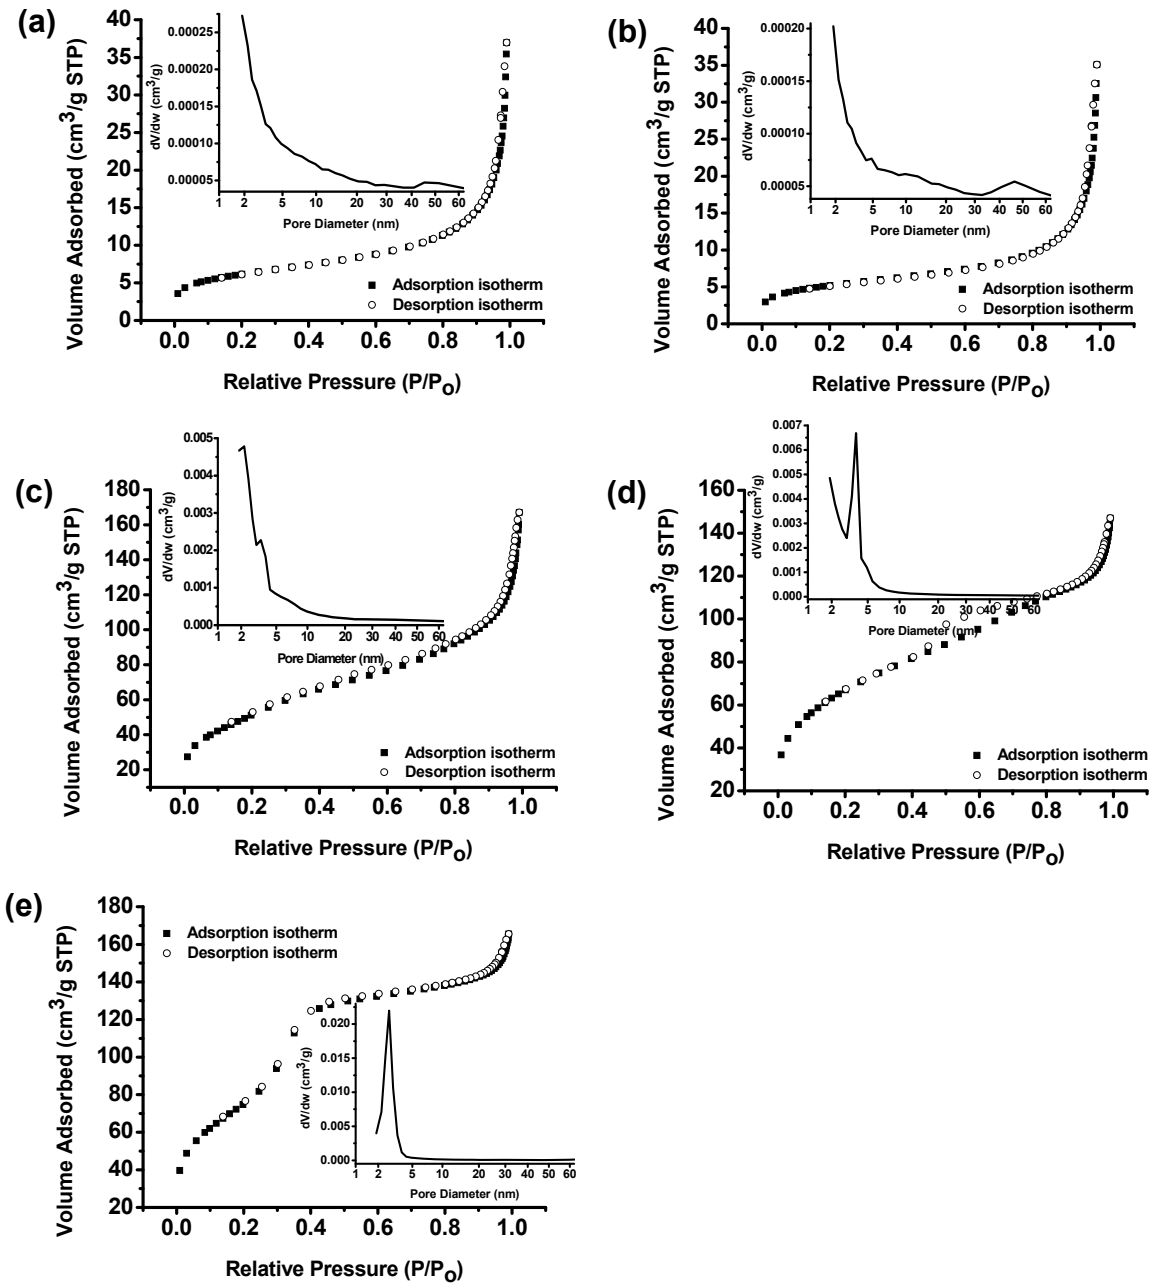 (a)
Volume Adsorbed (cm³/g STP)
40
35
30
25
20
15
10
5
0
0.0 0.2 0.4 0.6 0.8 1.0
Relative Pressure (P/Po)
Adsorption isotherm
Desorption isotherm
dV/dw (cm³/g)
0.00025
0.00020
0.00015
0.00010
0.00005
1 2 5 10 20 30 40 50 60
Pore Diameter (nm)
(b)
Volume Adsorbed (cm³/g STP)
40
35
30
25
20
15
10
5
0
0.0 0.2 0.4 0.6 0.8 1.0
Relative Pressure (P/Po)
Adsorption isotherm
Desorption isotherm
dV/dw (cm³/g)
0.00020
0.00015
0.00010
0.00005
1 2 5 10 20 30 40 50 60
Pore Diameter (nm)
(c)
Volume Adsorbed (cm³/g STP)
180
160
140
120
100
80
60
40
20
0.0 0.2 0.4 0.6 0.8 1.0
Relative Pressure (P/Po)
Adsorption isotherm
Desorption isotherm
dV/dw (cm³/g)
0.005
0.004
0.003
0.002
0.001
0.000
1 2 5 10 20 30 40 50 60
Pore Diameter (nm)
(d)
Volume Adsorbed (cm³/g STP)
160
140
120
100
80
60
40
20
0.0 0.2 0.4 0.6 0.8 1.0
Relative Pressure (P/Po)
Adsorption isotherm
Desorption isotherm
dV/dw (cm³/g)
0.007
0.006
0.005
0.004
0.003
0.002
0.001
0.000
1 2 5 10 20 30 40 50 60
Pore Diameter (nm)
(e)
Volume Adsorbed (cm³/g STP)
180
160
140
120
100
80
60
40
20
0.0 0.2 0.4 0.6 0.8 1.0
Relative Pressure (P/Po)
Adsorption isotherm
Desorption isotherm
dV/dw (cm³/g)
0.020
0.015
0.010
0.005
0.000
1 2 5 10 20 30 40 50 60
Pore Diameter (nm)